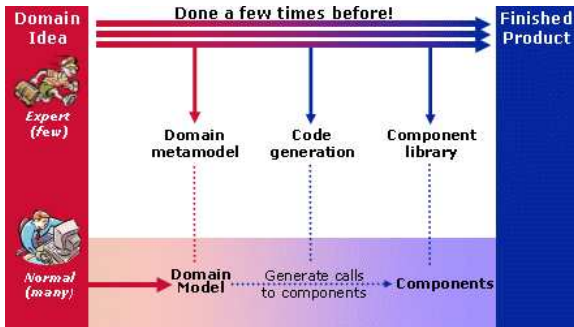 Domain
Idea
Done a few times before!
Finished
Product
Expert
(few)
Domain
metamodel
Code
generation
Component
library
Normal
(many)
Domain
Model
Generate calls
to components
Components